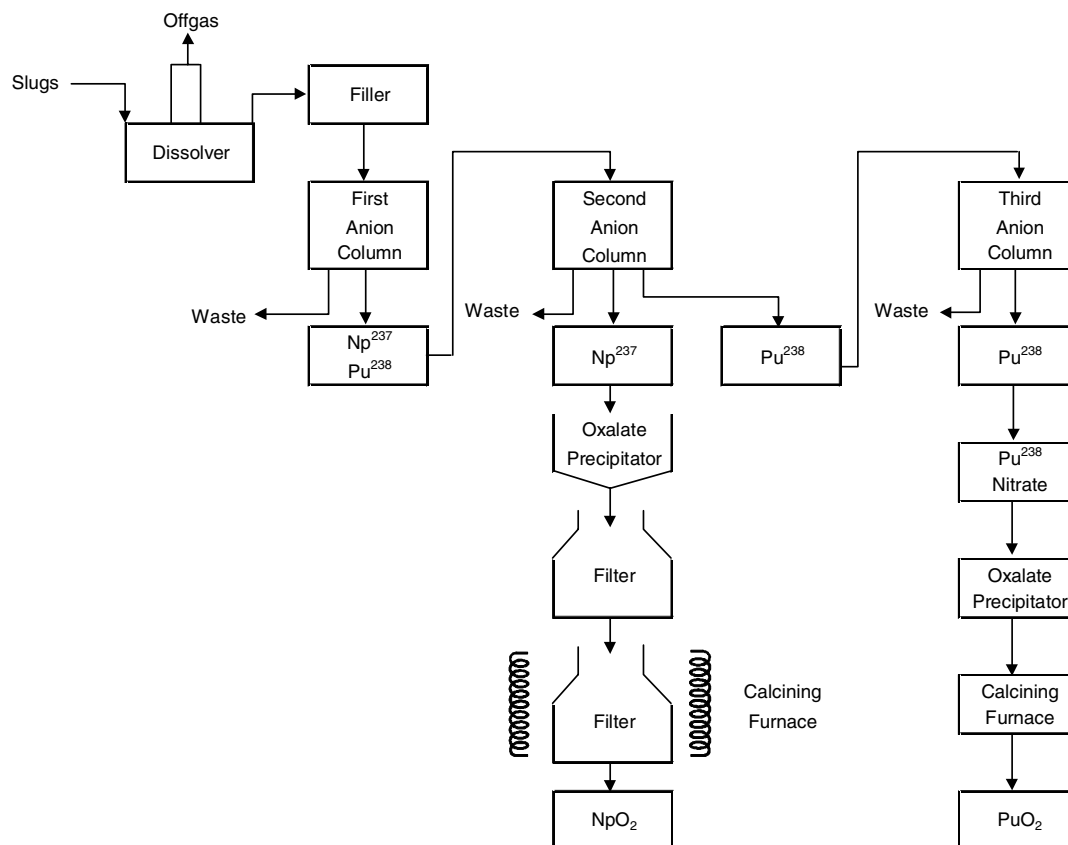 Offgas
Slugs
Filler
Dissolver
First
Anion
Column
Second
Anion
Column
Third
Anion
Column
Waste
Waste
Waste
Np²³⁷
Pu²³⁸
Np²³⁷
Pu²³⁸
Pu²³⁸
Oxalate
Precipitator
Pu²³⁸
Nitrate
Filter
Oxalate
Precipitator
Filter
Calcining
Furnace
Calcining
Furnace
NpO₂
PuO₂